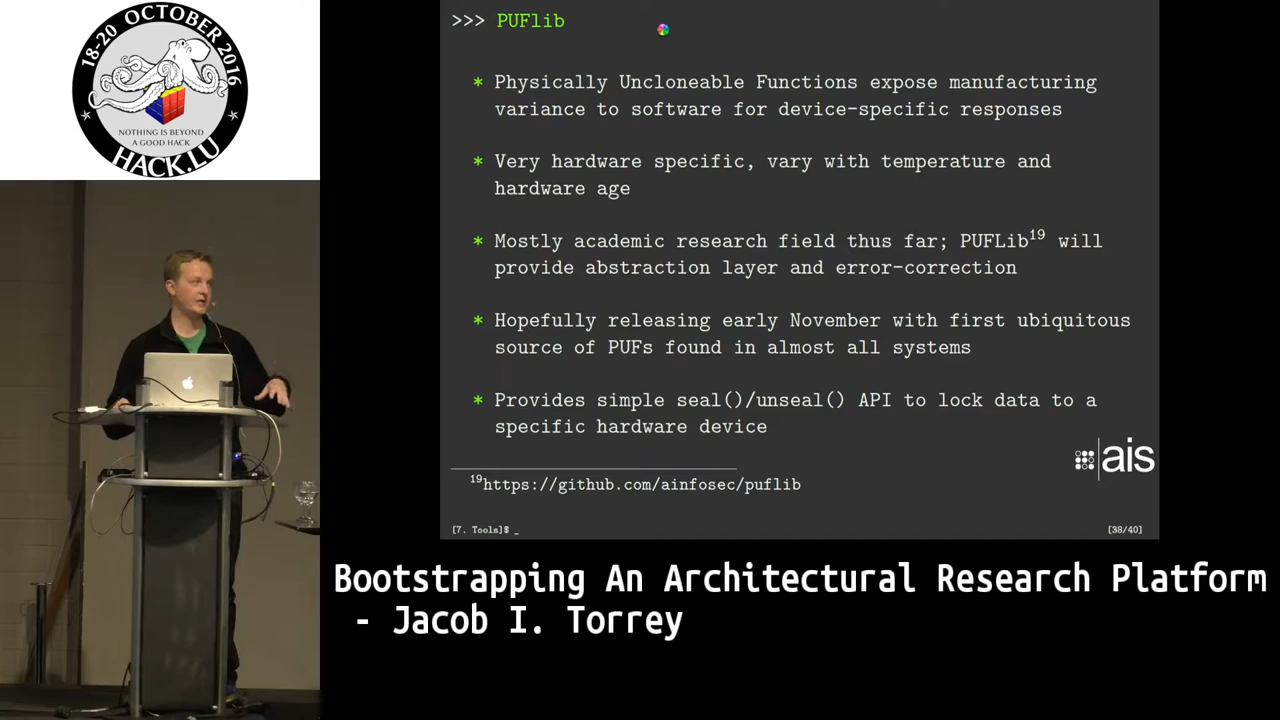 18-20 OCTOBER 2016
NOTHING IS BEYOND
A GOOD HACK
HACK.LU
>>> PUFlib
* Physically Uncloneable Functions expose manufacturing
variance to software for device-specific responses
* Very hardware specific, vary with temperature and
hardware age
* Mostly academic research field thus far; PUFLib19 will
provide abstraction layer and error-correction
* Hopefully releasing early November with first ubiquitous
source of PUFs found in almost all systems
* Provides simple seal()/unseal() API to lock data to a
specific hardware device
ais
19https://github.com/ainfosec/puflib
[7. Tools]$ _
[38/40]
Bootstrapping An Architectural Research Platform
- Jacob I. Torrey